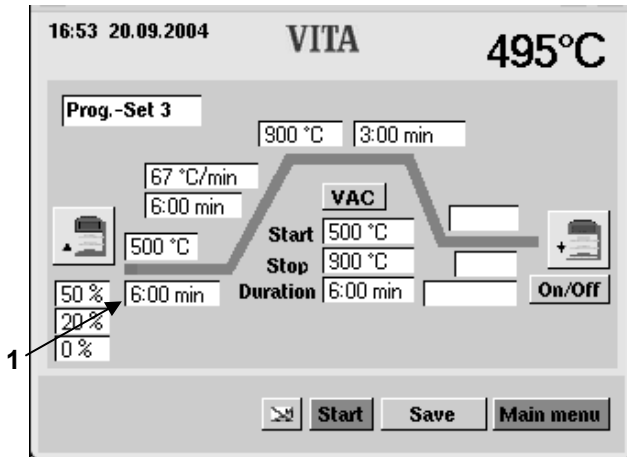 16:53 20.09.2004 VITA 495°C
Prog.-Set 3
900 °C 3:00 min
67 °C/min
6:00 min
VAC
500 °C
Start 500 °C
Stop 900 °C
50 % 6:00 min Duration 6:00 min On/Off
20 %
0 %
1
Start Save Main menu